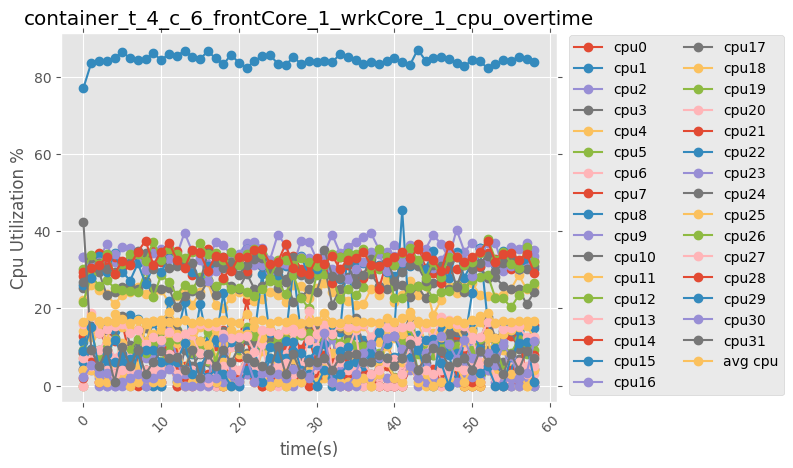 container_t_4_c_6_frontCore_1_wrkCore_1_cpu_overtime
Cpu Utilization %
80
60
40
20
0
0
10
20
30
40
50
60
time(s)
cpu0
cpu1
cpu2
cpu3
cpu4
cpu5
cpu6
cpu7
cpu8
cpu9
cpu10
cpu11
cpu12
cpu13
cpu14
cpu15
cpu16
cpu17
cpu18
cpu19
cpu20
cpu21
cpu22
cpu23
cpu24
cpu25
cpu26
cpu27
cpu28
cpu29
cpu30
cpu31
avg cpu